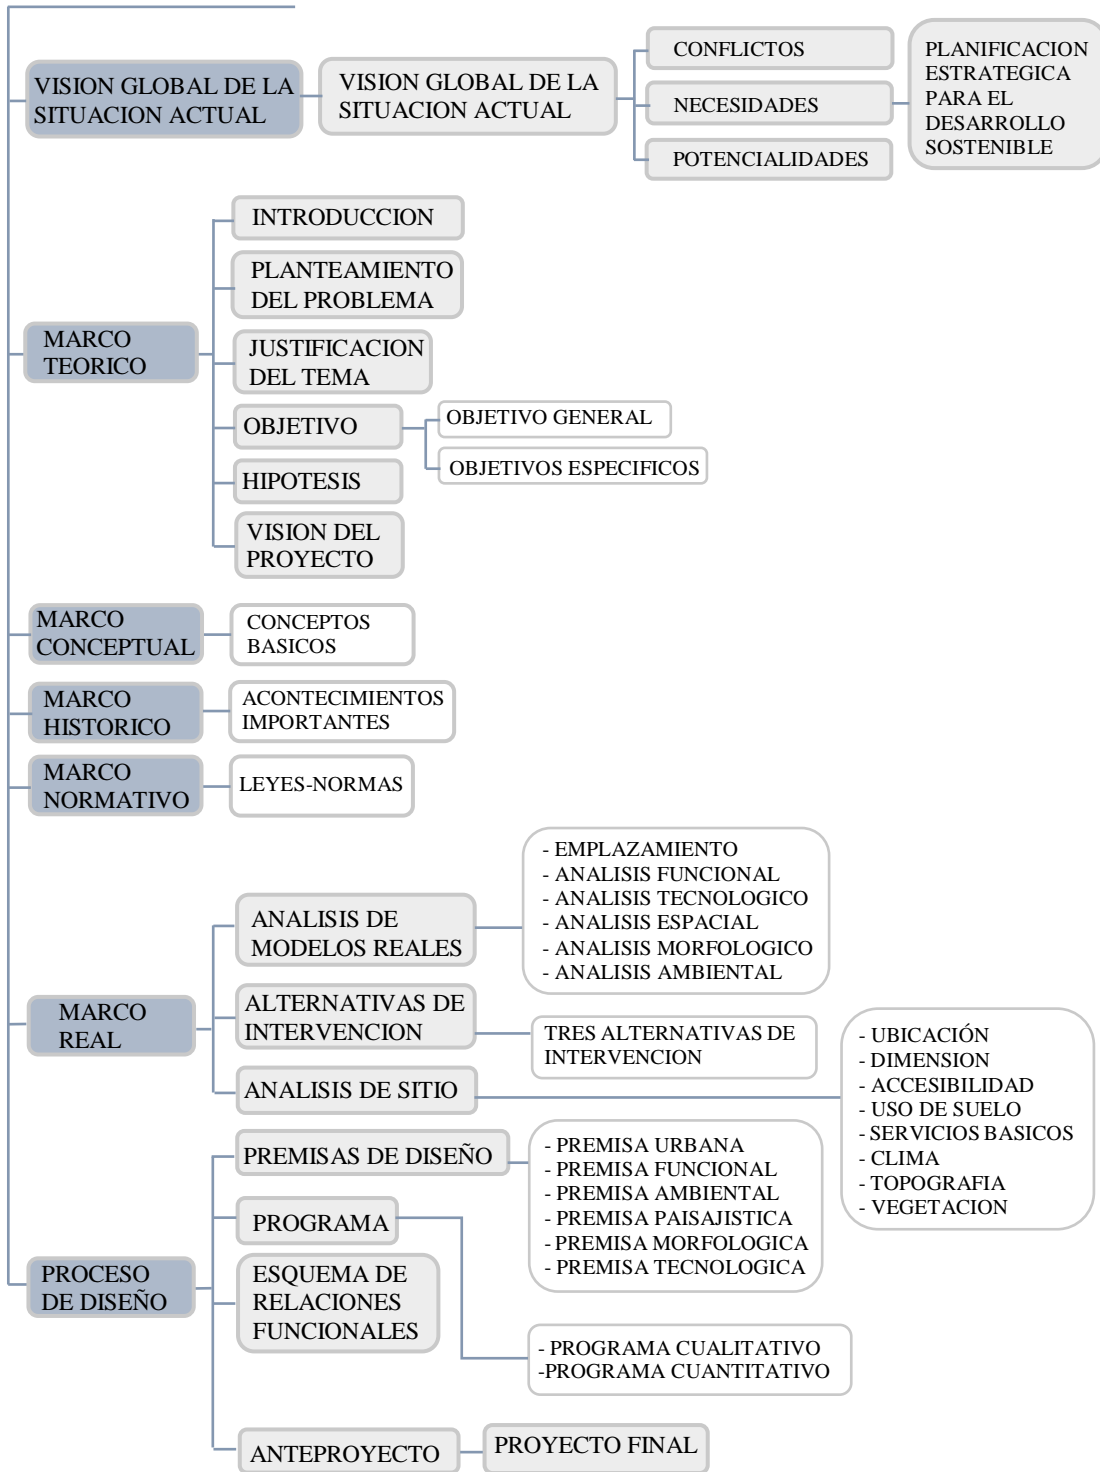 VISION GLOBAL DE LA
SITUACION ACTUAL
VISION GLOBAL DE LA
SITUACION ACTUAL
CONFLICTOS
NECESIDADES
POTENCIALIDADES
PLANIFICACION
ESTRATEGICA
PARA EL
DESARROLLO
SOSTENIBLE
MARCO
TEORICO
INTRODUCCION
PLANTEAMIENTO
DEL PROBLEMA
JUSTIFICACION
DEL TEMA
OBJETIVO
OBJETIVO GENERAL
OBJETIVOS ESPECIFICOS
HIPOTESIS
VISION DEL
PROYECTO
MARCO
CONCEPTUAL
CONCEPTOS
BASICOS
MARCO
HISTORICO
ACONTECIMIENTOS
IMPORTANTES
MARCO
NORMATIVO
LEYES-NORMAS
MARCO
REAL
ANALISIS DE
MODELOS REALES
- EMPLAZAMIENTO
- ANALISIS FUNCIONAL
- ANALISIS TECNOLOGICO
- ANALISIS ESPACIAL
- ANALISIS MORFOLOGICO
- ANALISIS AMBIENTAL
ALTERNATIVAS DE
INTERVENCION
TRES ALTERNATIVAS DE
INTERVENCION
ANALISIS DE SITIO
- UBICACIÓN
- DIMENSION
- ACCESIBILIDAD
- USO DE SUELO
- SERVICIOS BASICOS
- CLIMA
- TOPOGRAFIA
- VEGETACION
PROCESO
DE DISEÑO
PREMISAS DE DISEÑO
- PREMISA URBANA
- PREMISA FUNCIONAL
- PREMISA AMBIENTAL
- PREMISA PAISAJISTICA
- PREMISA MORFOLOGICA
- PREMISA TECNOLOGICA
PROGRAMA
- PROGRAMA CUALITATIVO
-PROGRAMA CUANTITATIVO
ESQUEMA DE
RELACIONES
FUNCIONALES
ANTEPROYECTO
PROYECTO FINAL